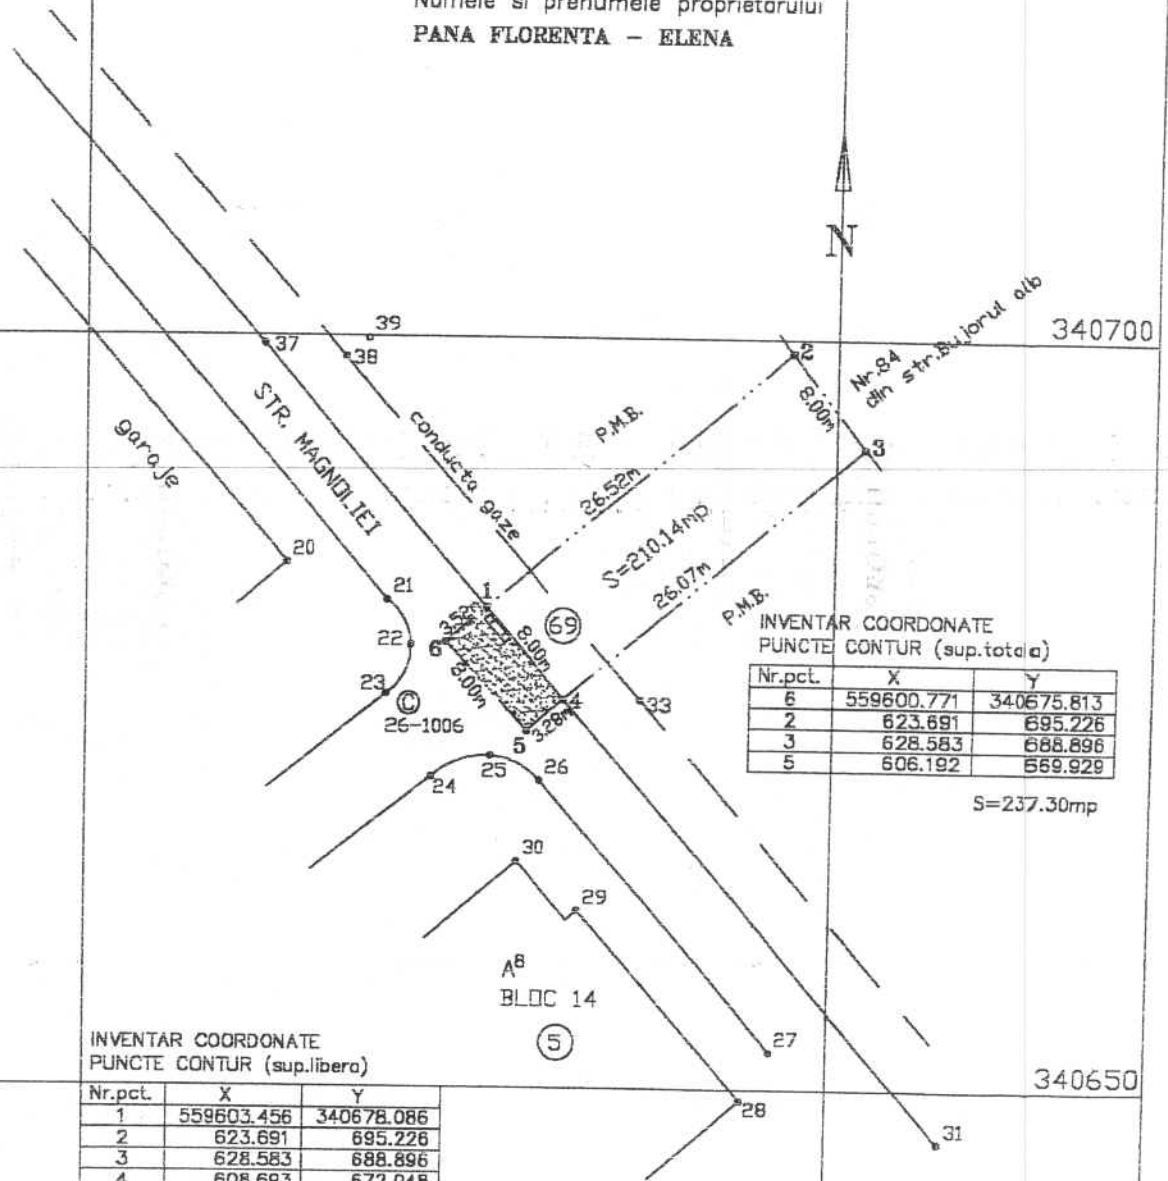 Numele si prenumele proprietarului
PANA FLORENTA - ELENA
N
340700
37
39
38
2
Nr.84
din str.Bujorul alb
8.00m
3
STR. MAGNOLIEI
garaje
conducta gaze
P.M.B.
26.52m
S=210.14mp
26.07m
P.M.B.
20
21
22
23
1
6
8.00m
8.00m
69
4
33
3.28m
5
C
26-1006
24
25
26
INVENTAR COORDONATE
PUNCTE CONTUR (sup.totala)
Nr.pct. X Y
6 559600.771 340675.813
2 623.691 695.226
3 628.583 688.896
5 606.192 669.929
S=237.30mp
30
29
A8
BLOC 14
5
27
28
31
340650
INVENTAR COORDONATE
PUNCTE CONTUR (sup.libera)
Nr.pct. X Y
1 559603.456 340678.086
2 623.691 695.226
3 628.583 688.896
4 608.693 672.048